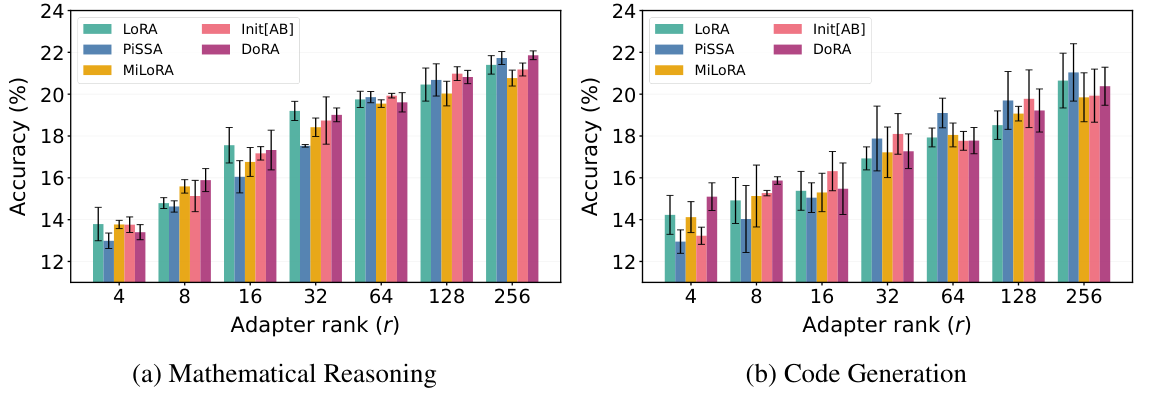 24
22
20
18
16
14
12
Accuracy (%)
LoRA
PiSSA
MiLoRA
Init[AB]
DoRA
4 8 16 32 64 128 256
Adapter rank (r)
(a) Mathematical Reasoning
24
22
20
18
16
14
12
Accuracy (%)
LoRA
PiSSA
MiLoRA
Init[AB]
DoRA
4 8 16 32 64 128 256
Adapter rank (r)
(b) Code Generation